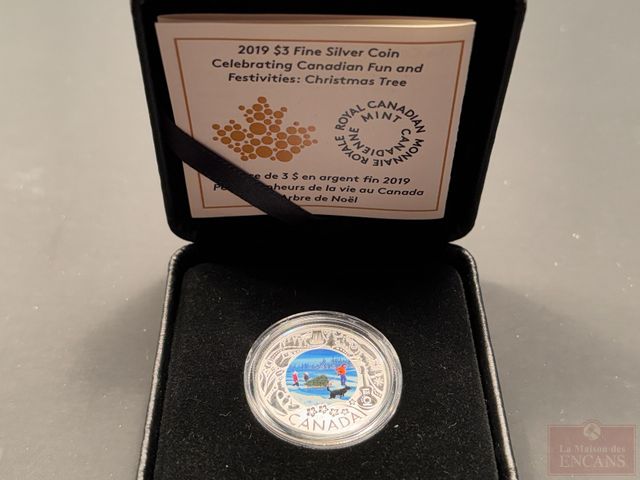 2019 $3 Fine Silver Coin
Celebrating Canadian Fun and
Festivities: Christmas Tree
ROYAL CANADIAN MINT
MONNAIE ROYALE CANADIENNE
de 3 $ en argent fin 2019
de la vie au Canada
Arbre de Noël
CANADA
La Maison des
ENCANS